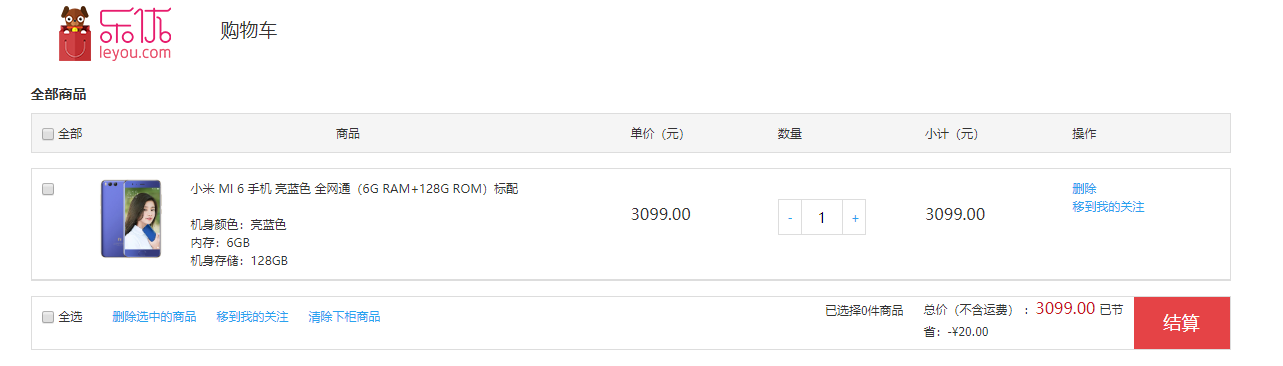 乐优
leyou.com
购物车
全部商品
全部 商品 单价（元） 数量 小计（元） 操作
小米 MI 6 手机 亮蓝色 全网通（6G RAM+128G ROM）标配
机身颜色：亮蓝色
内存：6GB
机身存储：128GB
3099.00
- 1 +
3099.00
删除
移到我的关注
全选 删除选中的商品 移到我的关注 清除下柜商品
已选择0件商品
总价（不含运费） ：3099.00 已节
省：-¥20.00
结算